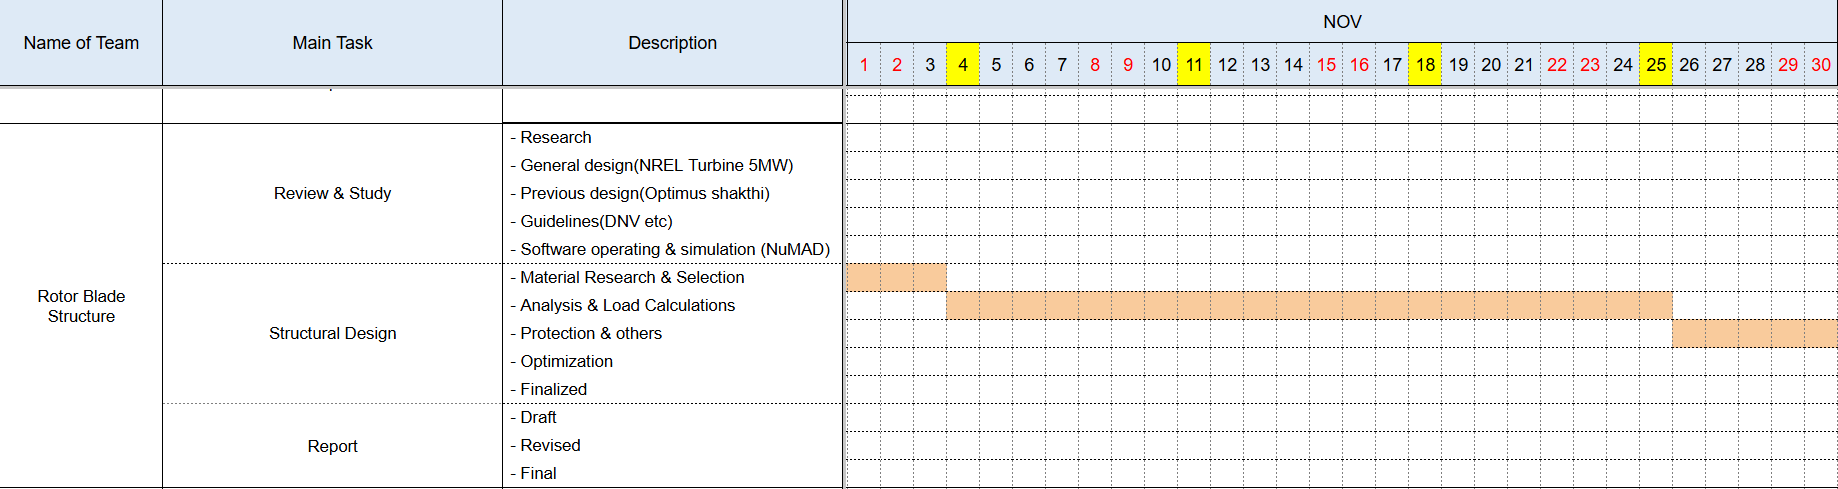 Name of Team
Main Task
Description
NOV
1 2 3 4 5 6 7 8 9 10 11 12 13 14 15 16 17 18 19 20 21 22 23 24 25 26 27 28 29 30
Rotor Blade
Structure
Review & Study
- Research
- General design(NREL Turbine 5MW)
- Previous design(Optimus shakthi)
- Guidelines(DNV etc)
- Software operating & simulation (NuMAD)
Structural Design
- Material Research & Selection
- Analysis & Load Calculations
- Protection & others
- Optimization
- Finalized
Report
- Draft
- Revised
- Final